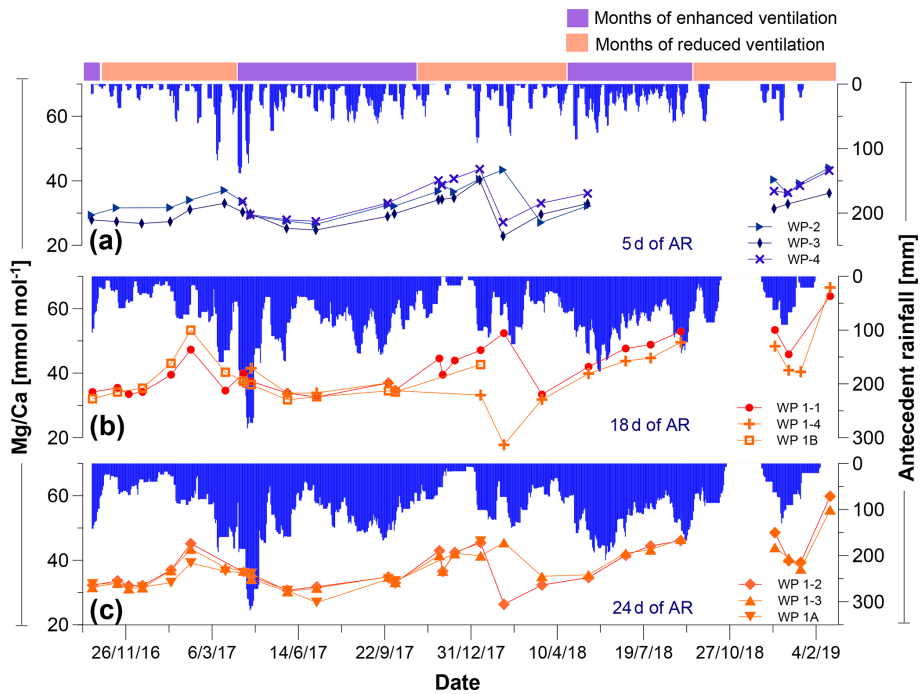 Months of enhanced ventilation
Months of reduced ventilation
Mg/Ca [mmol mol⁻¹]
Antecedent rainfall [mm]
60
40
20
0
50
100
150
200
(a)
5 d of AR
WP-2
WP-3
WP-4
60
40
20
0
100
200
300
(b)
18 d of AR
WP 1-1
WP 1-4
WP 1B
60
40
20
0
50
100
150
200
250
300
(c)
24 d of AR
WP 1-2
WP 1-3
WP 1A
26/11/16 6/3/17 14/6/17 22/9/17 31/12/17 10/4/18 19/7/18 27/10/18 4/2/19
Date